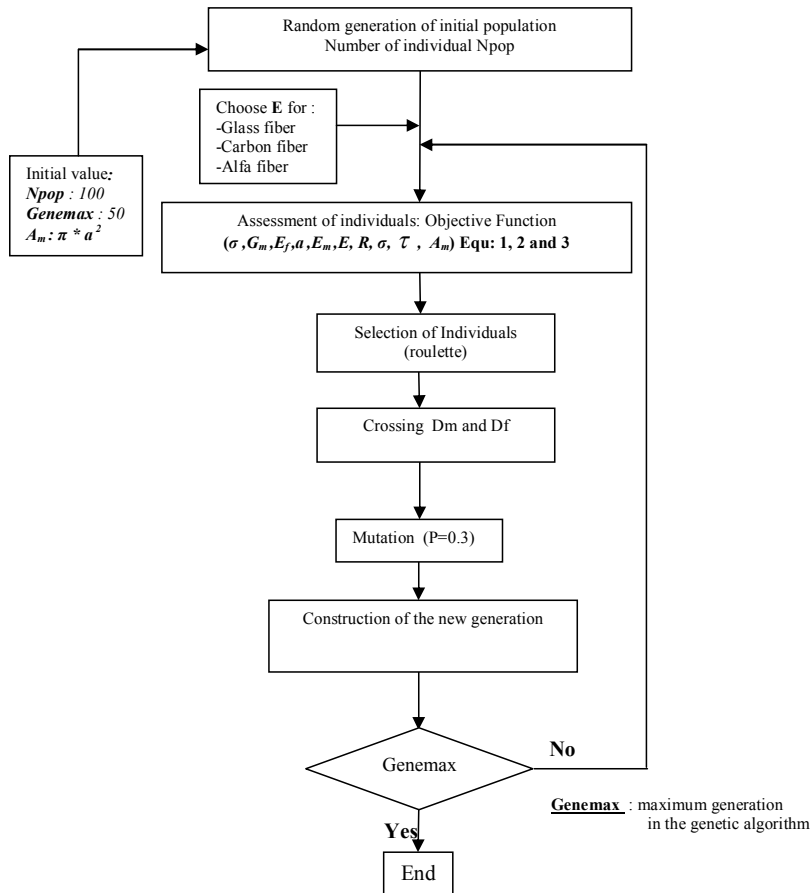 Random generation of initial population
Number of individual Npop
Choose E for :
-Glass fiber
-Carbon fiber
-Alfa fiber
Initial value:
Npop : 100
Genemax : 50
Aₘ : π * a²
Assessment of individuals: Objective Function
(σ ,Gₘ,E_f,a,Eₘ,E, R, σ, τ , Aₘ) Equ: 1, 2 and 3
Selection of Individuals
(roulette)
Crossing Dm and Df
Mutation (P=0.3)
Construction of the new generation
Genemax
No
Genemax : maximum generation
in the genetic algorithm
Yes
End